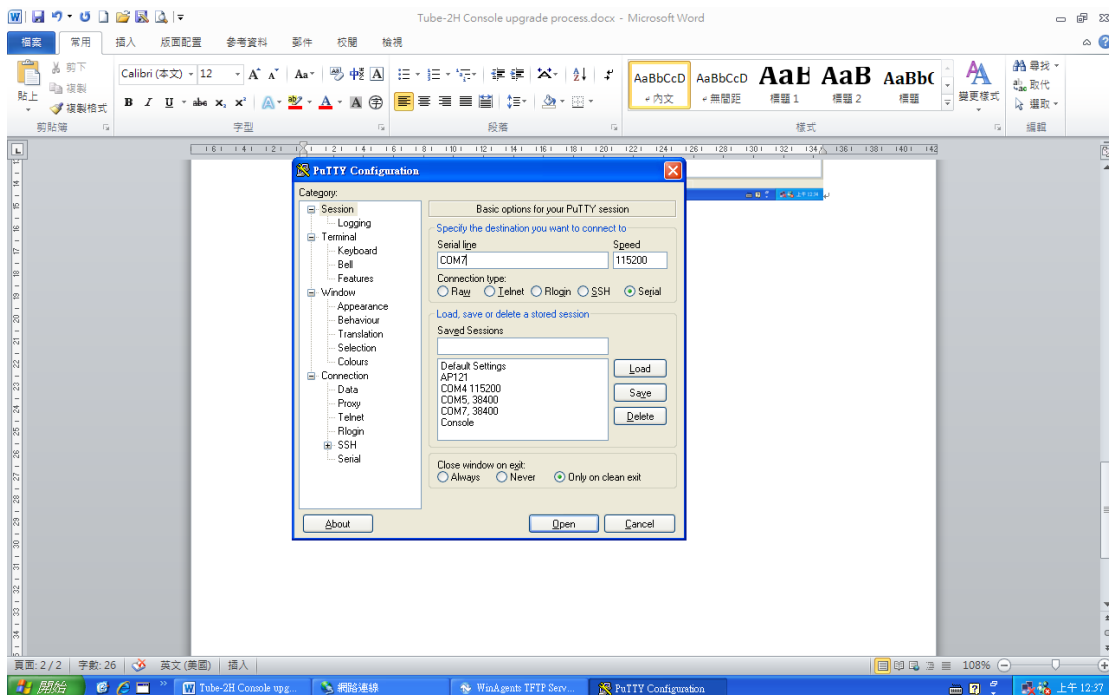 Tube-2H Console upgrade process.docx - Microsoft Word
檔案 常用 插入 版面配置 參考資料 郵件 校閱 檢視
貼上
剪下
複製
複製格式
Calibri (本文) 12
B I U abc x₂ x²
AaBbCcD AaBbCcD AaB AaB AaBb(
內文 無間距 標題 1 標題 2 標題
變更樣式
尋找
取代
選取
剪貼簿 字型 段落 樣式 編輯
PuTTY Configuration
Category:
Session
Logging
Terminal
Keyboard
Bell
Features
Window
Appearance
Behaviour
Translation
Selection
Colours
Connection
Data
Proxy
Telnet
Rlogin
SSH
Serial
Basic options for your PuTTY session
Specify the destination you want to connect to
Serial line Speed
COM7 115200
Connection type:
Raw Telnet Rlogin SSH Serial
Load, save or delete a stored session
Saved Sessions
Default Settings
AP121
COM4 115200
COM5, 38400
COM7, 38400
Console
Load
Save
Delete
Close window on exit:
Always Never Only on clean exit
About Open Cancel
頁面: 2 / 2 字數: 26 英文 (美國) 插入 108%
開始 Tube-2H Console upg... 網路連線 WinAgents TFTP Serv... PuTTY Configuration 上午 12:37